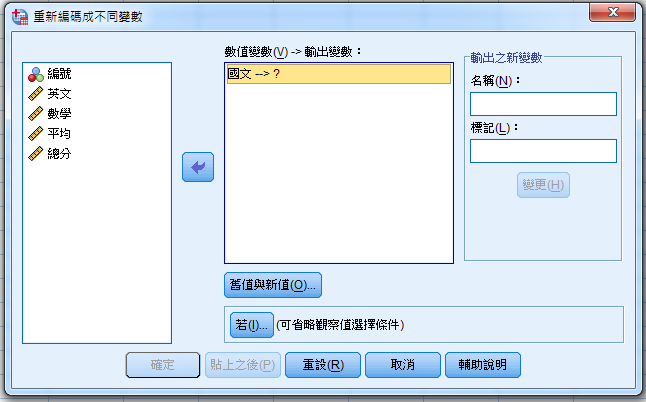 重新編碼成不同變數
編號
英文
數學
平均
總分
數值變數(V) -> 輸出變數：
國文 --> ?
輸出之新變數
名稱(N)：
標記(L)：
變更(H)
舊值與新值(O)...
若(I)... (可省略觀察值選擇條件)
確定 貼上之後(P) 重設(R) 取消 輔助說明